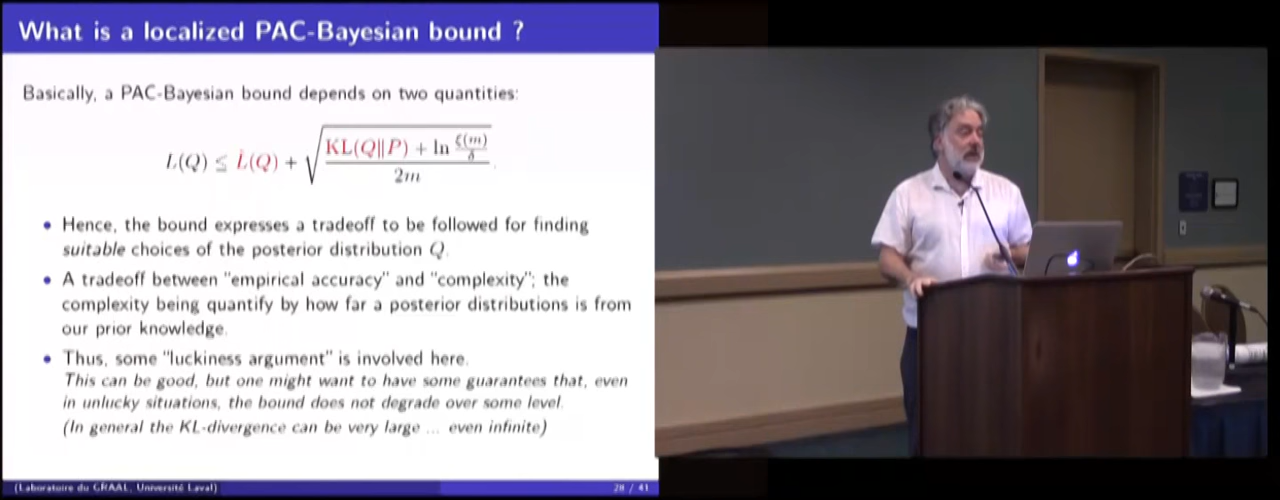 What is a localized PAC-Bayesian bound ?
Basically, a PAC-Bayesian bound depends on two quantities:
L(Q) ≤ L̂(Q) + √((KL(Q‖P) + ln ξ(m)/δ) / 2m).
• Hence, the bound expresses a tradeoff to be followed for finding
suitable choices of the posterior distribution Q.
• A tradeoff between "empirical accuracy" and "complexity"; the
complexity being quantify by how far a posterior distributions is from
our prior knowledge.
• Thus, some "luckiness argument" is involved here.
This can be good, but one might want to have some guarantees that, even
in unlucky situations, the bound does not degrade over some level.
(In general the KL-divergence can be very large ... even infinite)
(Laboratoire du GRAAL, Université Laval)
28 / 41